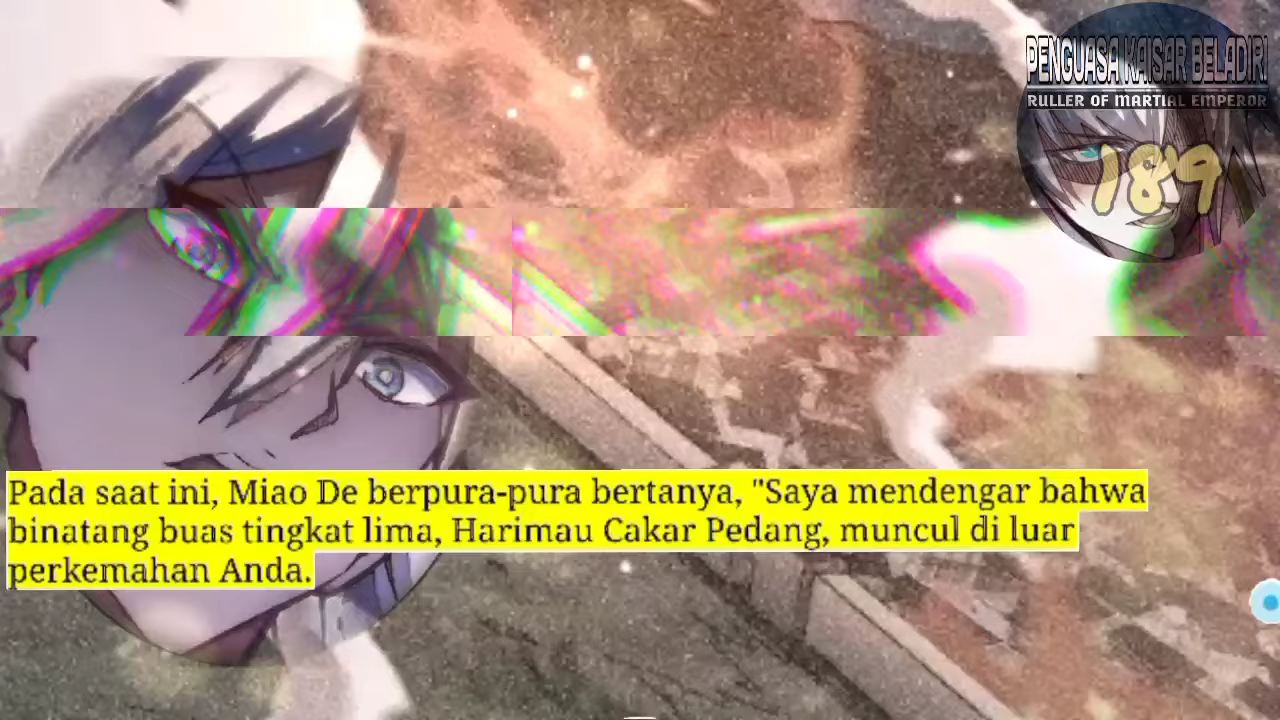 PENGUASA KAISAR BELADIRI
RULLER OF MARTIAL EMPEROR
189
Pada saat ini, Miao De berpura-pura bertanya, "Saya mendengar bahwa
binatang buas tingkat lima, Harimau Cakar Pedang, muncul di luar
perkemahan Anda.